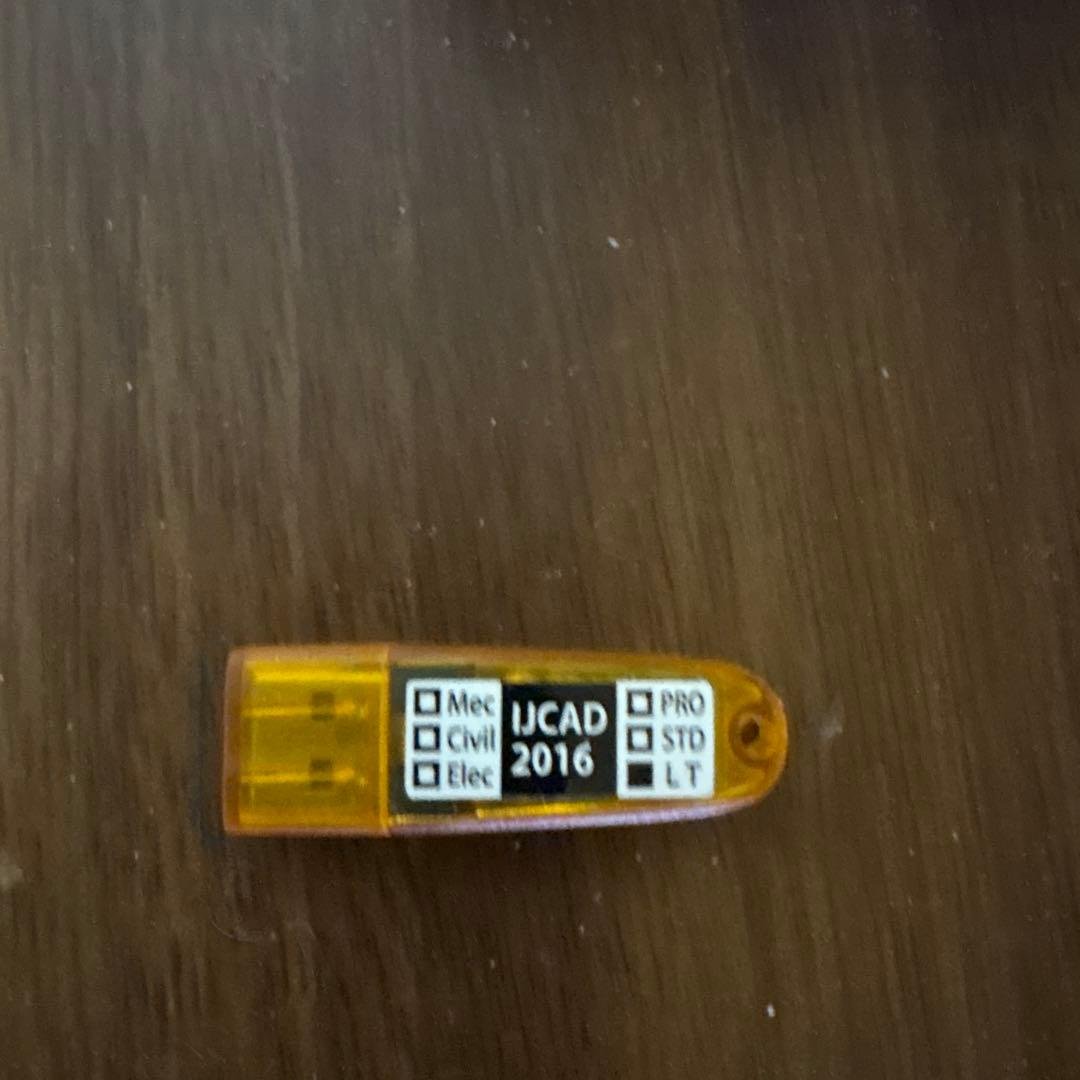 □ Mec
□ Civil
□ Elec
IJCAD
2016
□ PRO
□ STD
■ LT